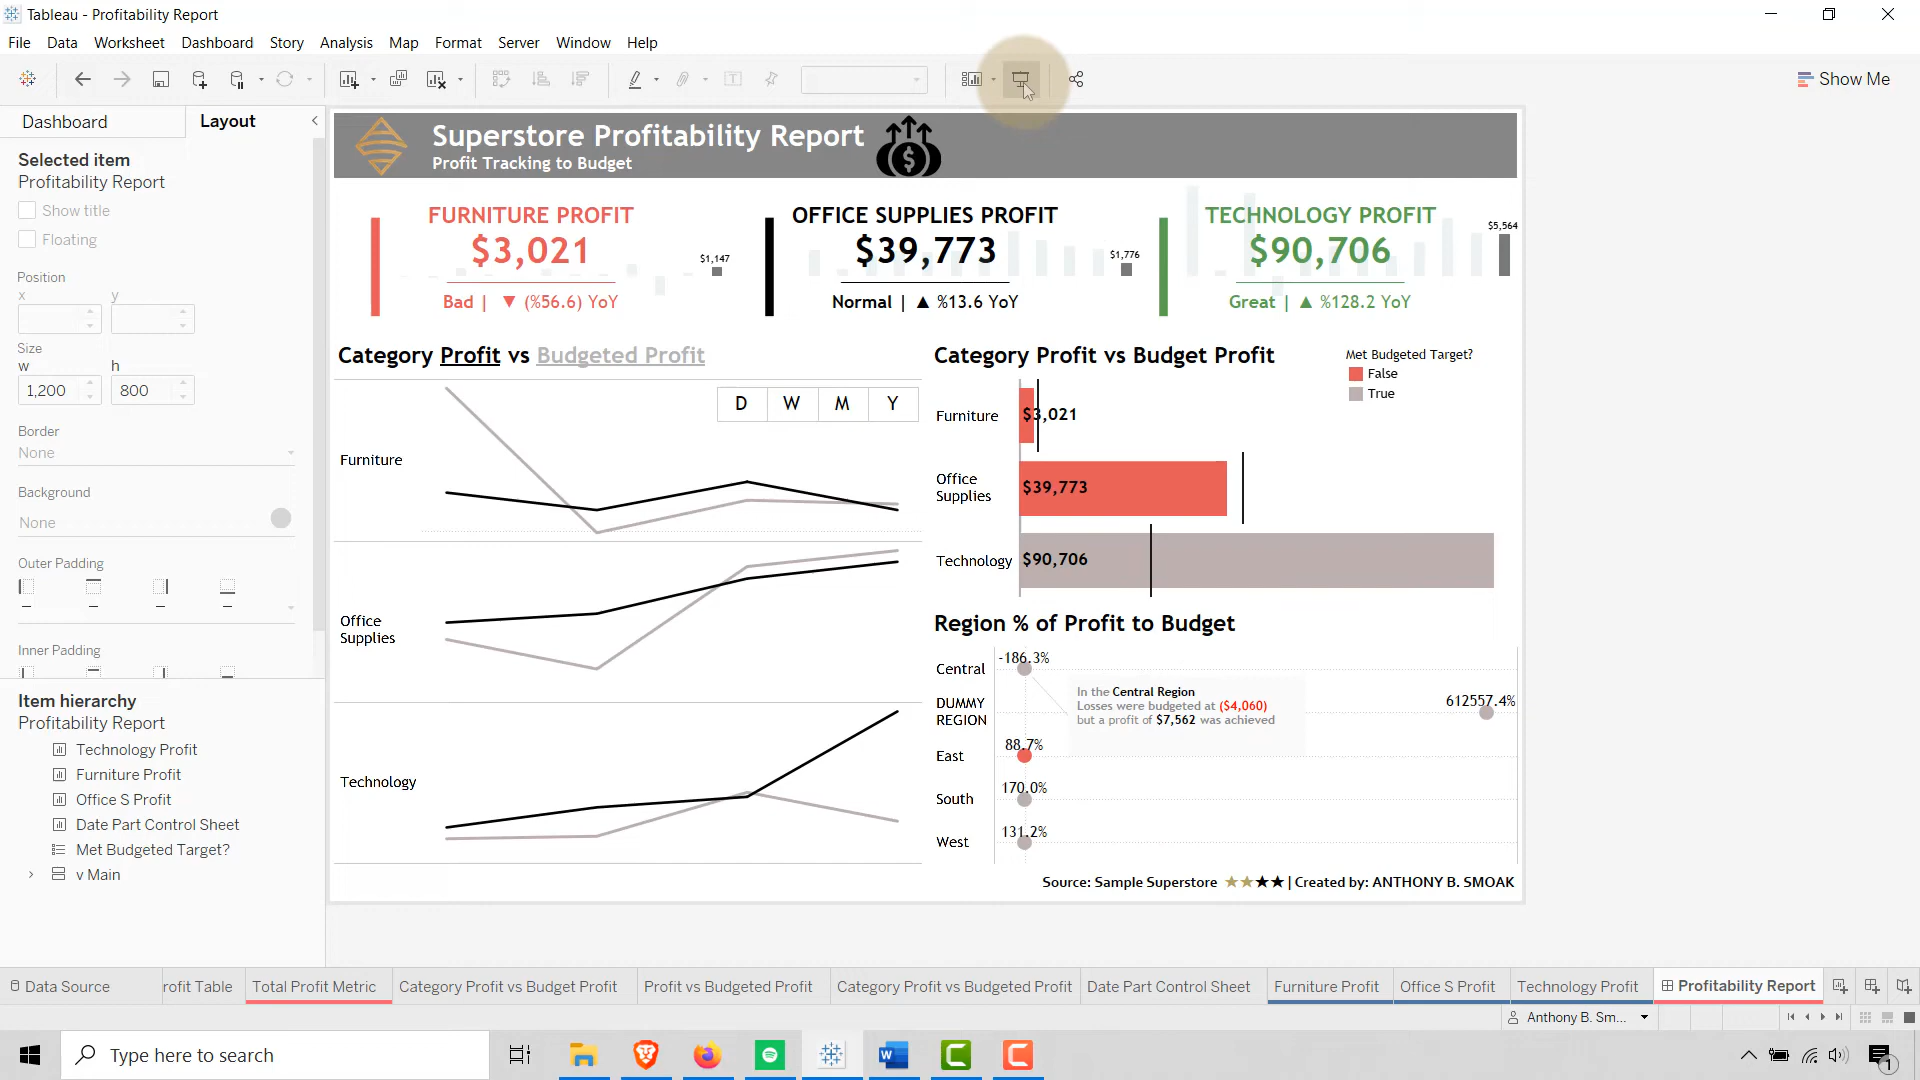 Tableau - Profitability Report
File Data Worksheet Dashboard Story Analysis Map Format Server Window Help
Show Me
Dashboard Layout
Selected item
Profitability Report
Show title
Floating
Position
x y
Size
w h
1,200 800
Border
None
Background
None
Outer Padding
Inner Padding
Item hierarchy
Profitability Report
Technology Profit
Furniture Profit
Office S Profit
Date Part Control Sheet
Met Budgeted Target?
v Main
Superstore Profitability Report
Profit Tracking to Budget
$
FURNITURE PROFIT
$3,021
Bad | ▼ (%56.6) YoY
$1,147
OFFICE SUPPLIES PROFIT
$39,773
Normal | ▲ %13.6 YoY
$1,776
TECHNOLOGY PROFIT
$90,706
Great | ▲ %128.2 YoY
$5,564
Category Profit vs Budgeted Profit
D W M Y
Furniture
Office
Supplies
Technology
Category Profit vs Budget Profit
Met Budgeted Target?
False
True
Furniture $3,021
Office
Supplies
$39,773
Technology $90,706
Region % of Profit to Budget
Central -186.3%
In the Central Region
Losses were budgeted at ($4,060)
but a profit of $7,562 was achieved
DUMMY
REGION
612557.4%
East 88.7%
South 170.0%
West 131.2%
Source: Sample Superstore ★★★★ | Created by: ANTHONY B. SMOAK
Data Source rofit Table Total Profit Metric Category Profit vs Budget Profit Profit vs Budgeted Profit Category Profit vs Budgeted Profit Date Part Control Sheet Furniture Profit Office S Profit Technology Profit Profitability Report
Anthony B. Sm...
Type here to search
W
C
C
1